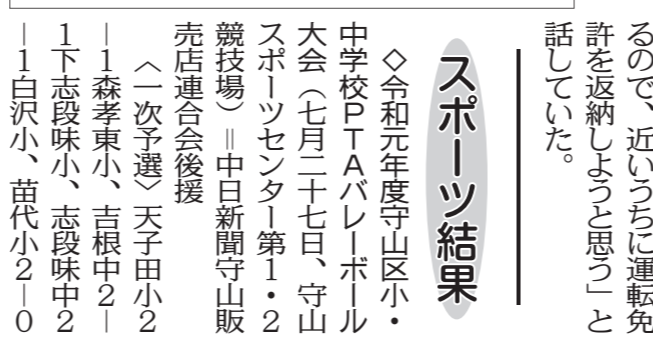 るので、近いうちに運転免
許を返納しようと思う」と
話していた。
スポーツ結果
◇令和元年度守山区小・
中学校ＰＴＡバレーボール
大会（七月二十七日、守山
スポーツセンター第１・２
競技場）＝中日新聞守山販
売店連合会後援
〈一次予選〉天子田小２
―１森孝東小、吉根中２―
１下志段味小、志段味中２
―１白沢小、苗代小２―０